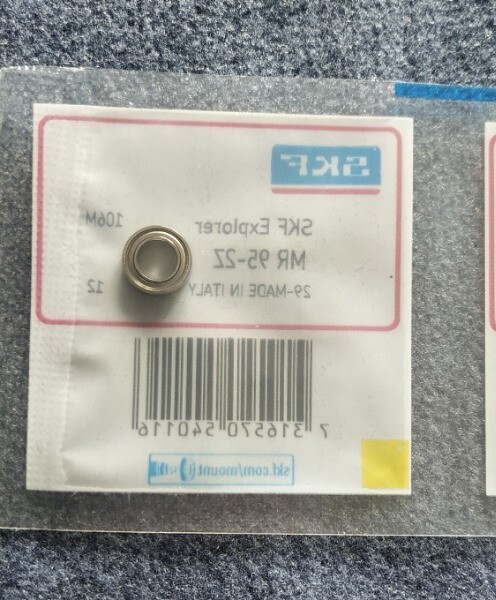 SKF
SKF Explorer
106M
MR 95-2Z
29-MADE IN ITALY
12
7 316570 540116
skf.com/mount